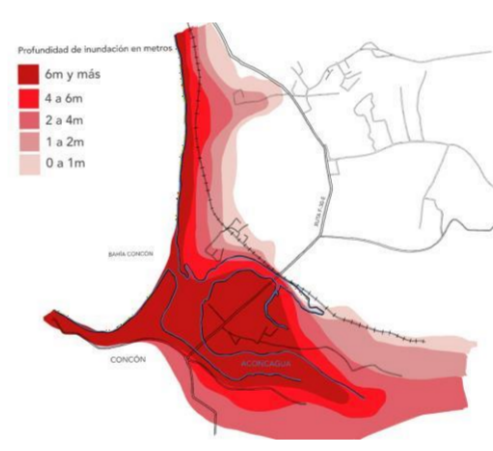 Profundidad de inundación en metros
6m y más
4 a 6m
2 a 4m
1 a 2m
0 a 1m
BAHÍA CONCÓN
CONCÓN
ACONCAGUA